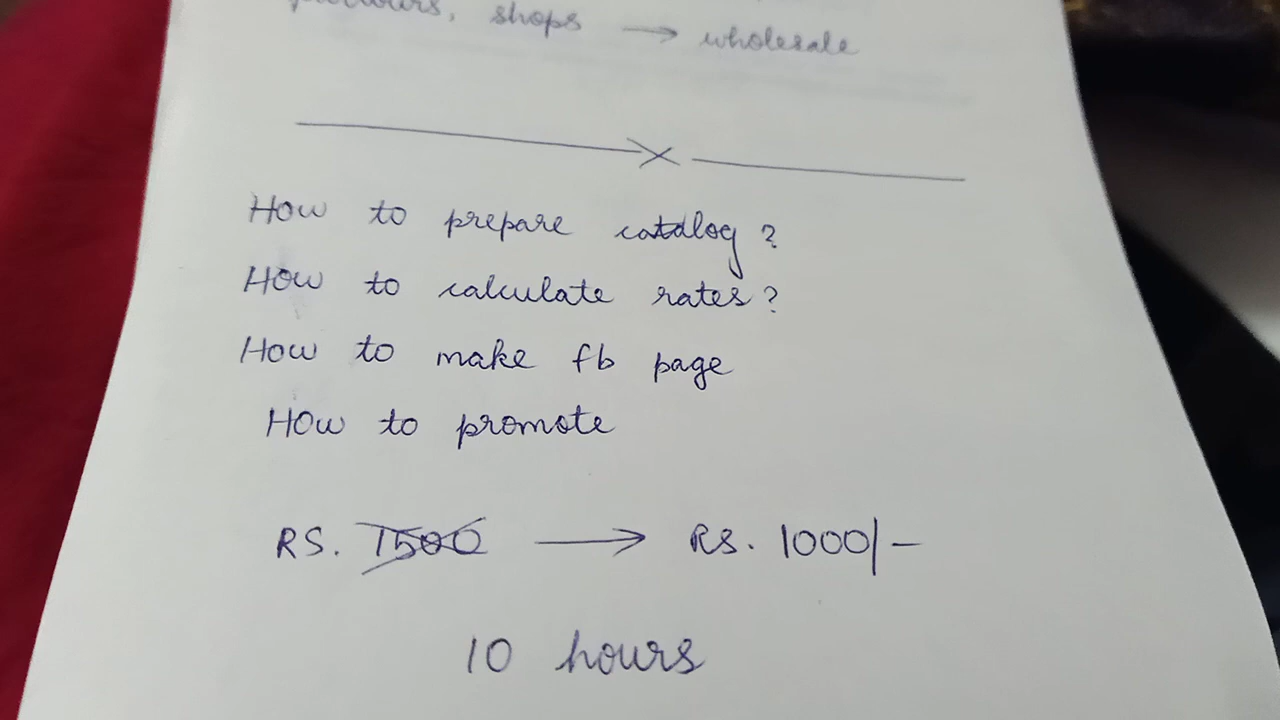 shops → wholesale
How to prepare catalog?
How to calculate rates?
How to make fb page
How to promote
RS. 1500 → RS. 1000/-
10 hours